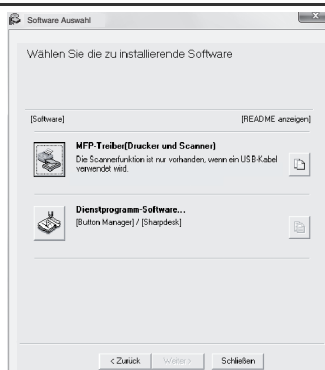 Software Auswahl
Wählen Sie die zu installierende Software
[Software] [README anzeigen]
MFP-Treiber(Drucker und Scanner)
Die Scannerfunktion ist nur vorhanden, wenn ein USB-Kabel
verwendet wird.
Dienstprogramm-Software...
[Button Manager] / [Sharpdesk]
< Zurück Weiter > Schließen